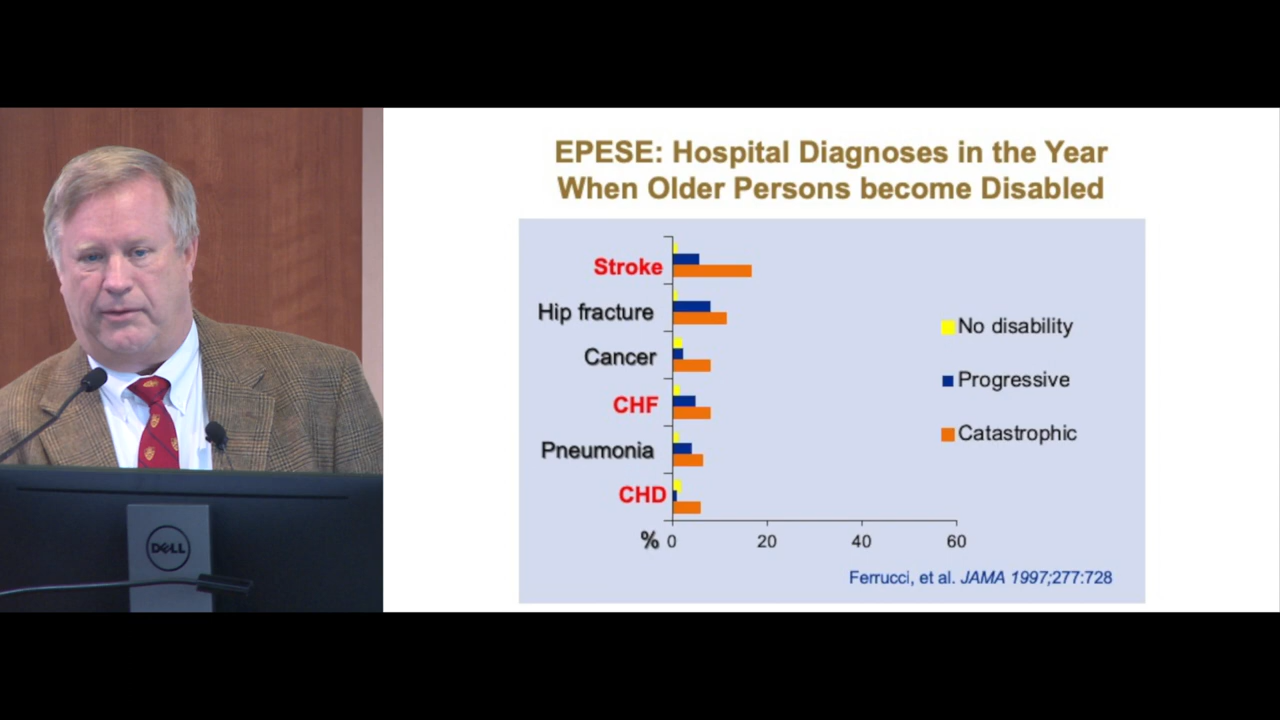 EPESE: Hospital Diagnoses in the Year
When Older Persons become Disabled
Stroke
Hip fracture
Cancer
CHF
Pneumonia
CHD
% 0 20 40 60
No disability
Progressive
Catastrophic
Ferrucci, et al. JAMA 1997;277:728
DELL